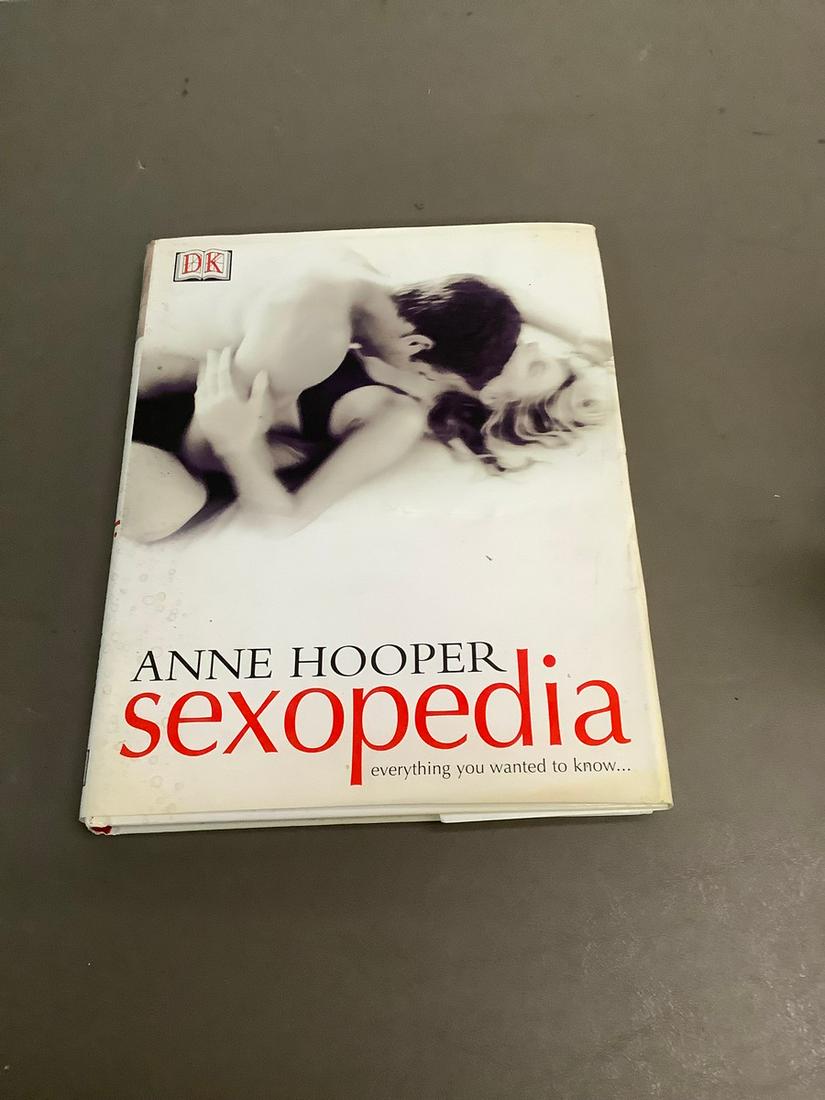 DK
ANNE HOOPER
sexopedia
everything you wanted to know...